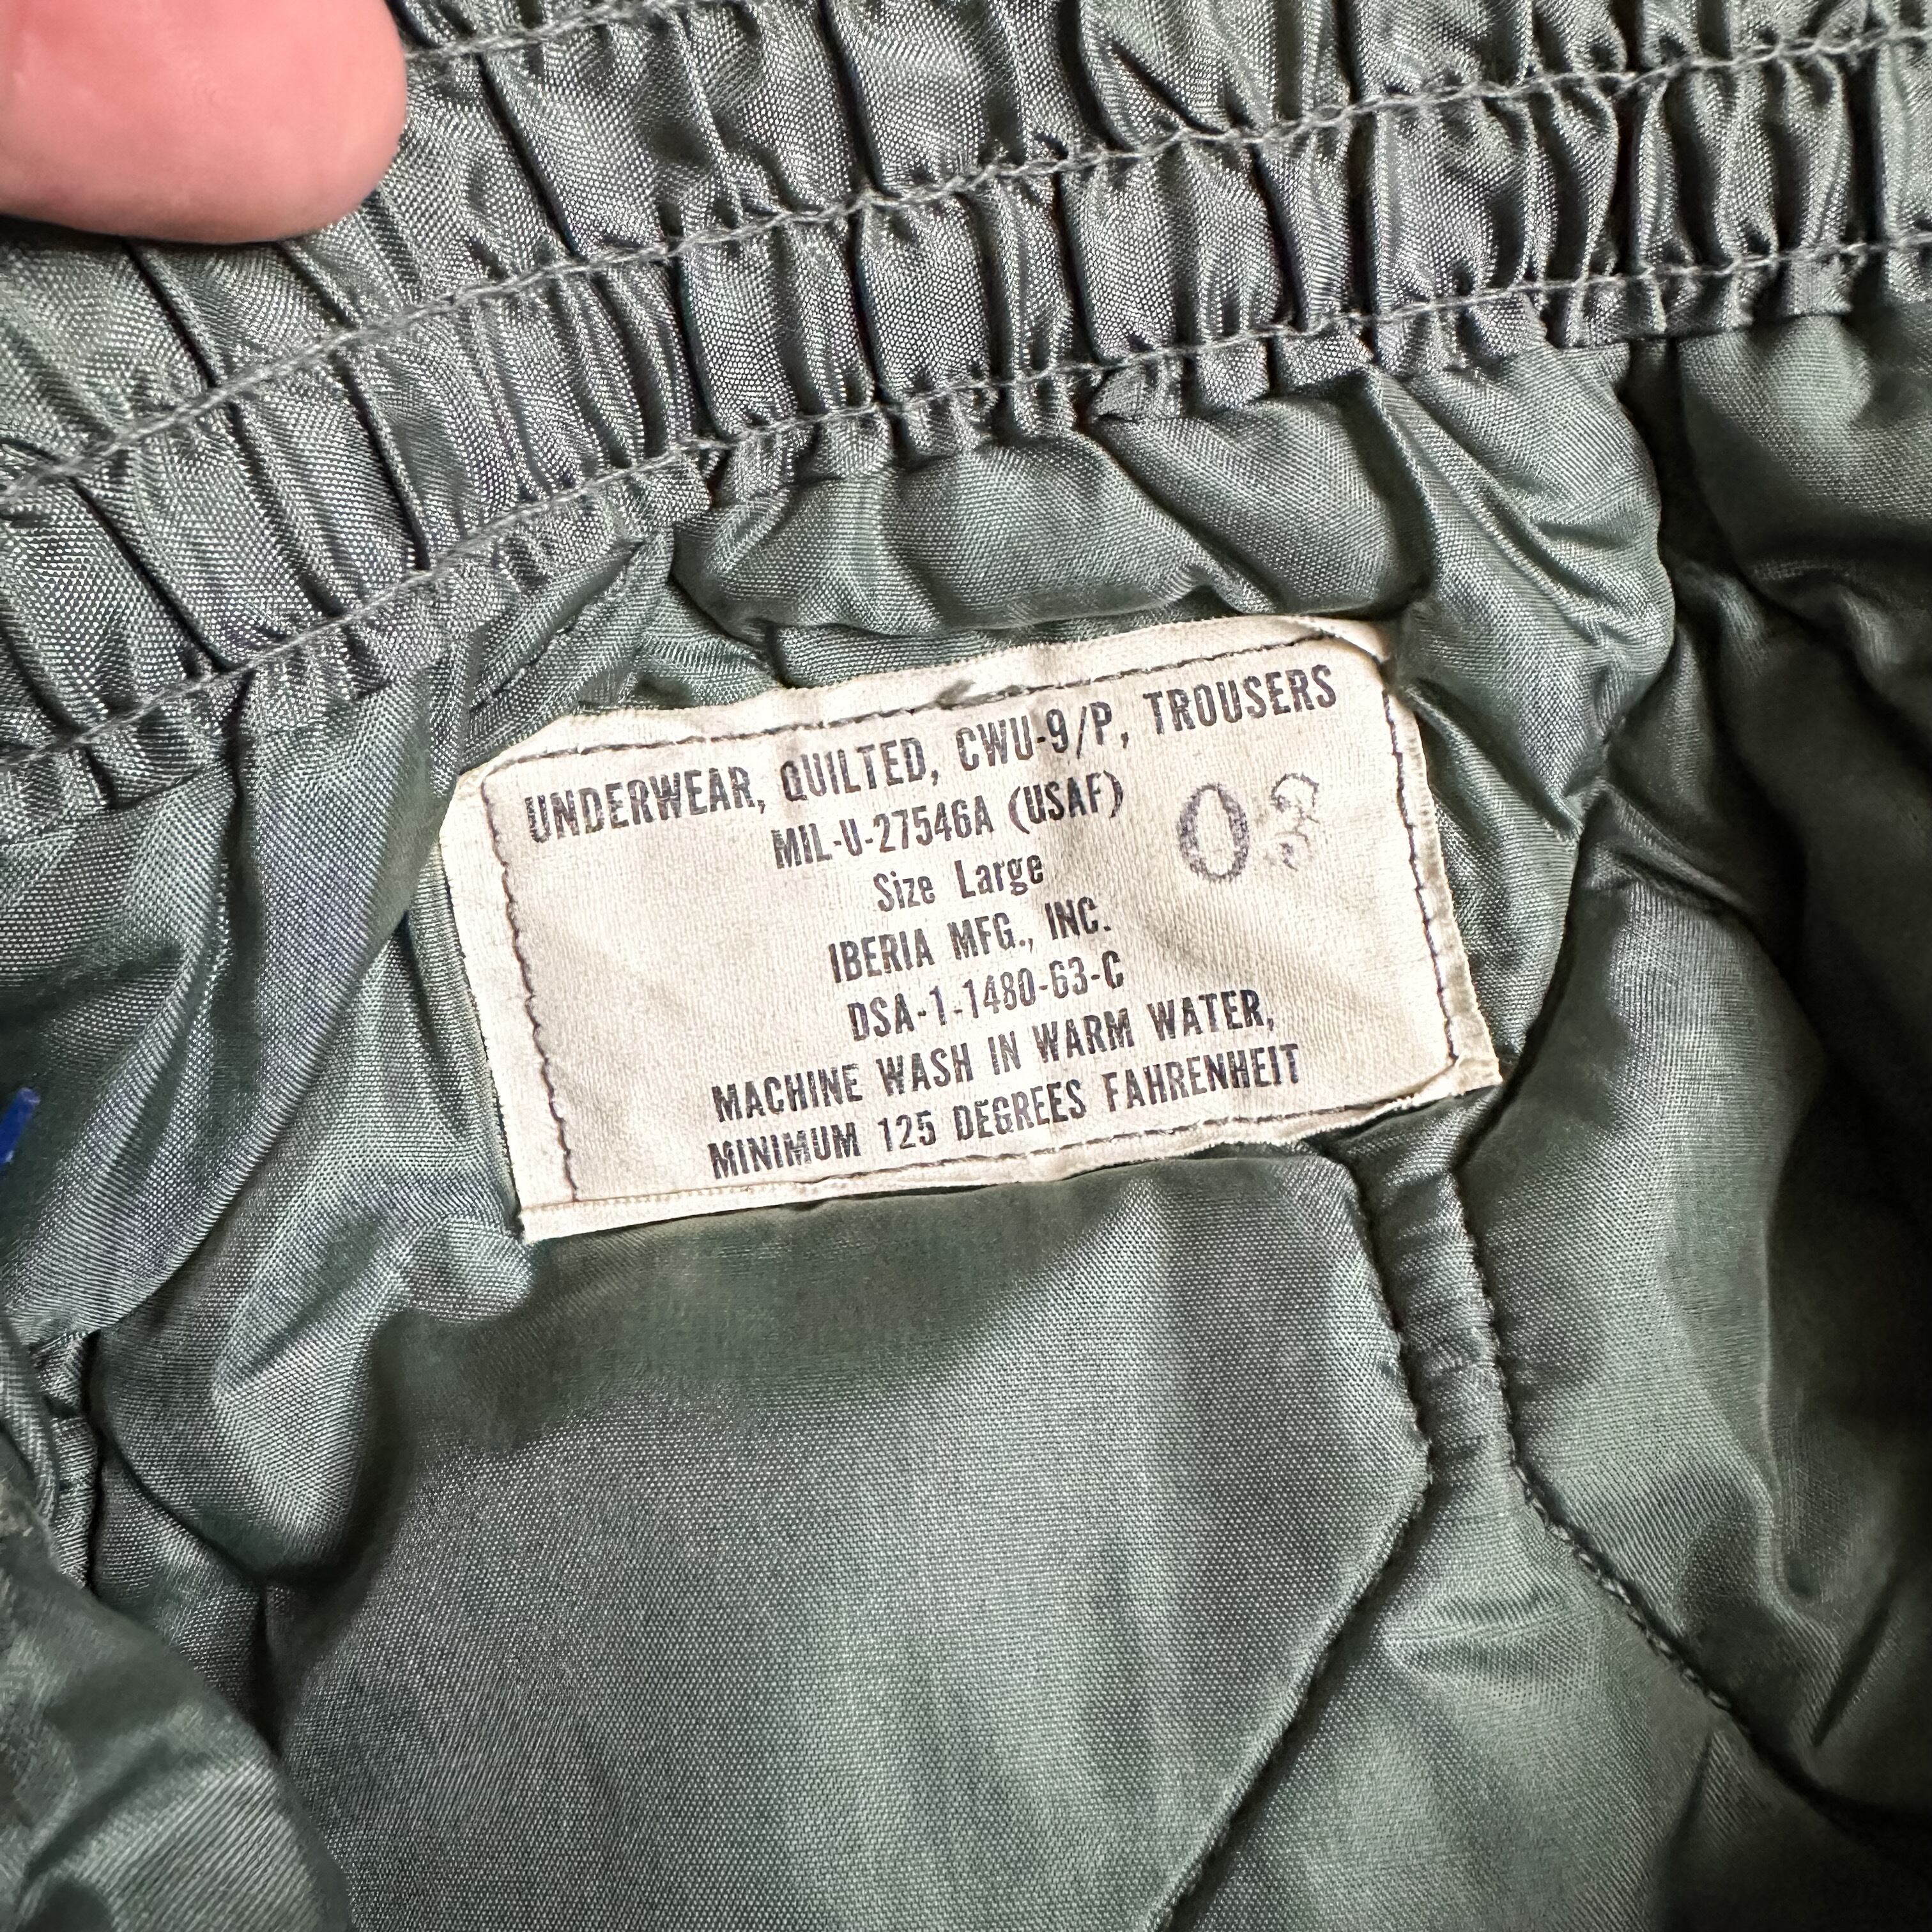 UNDERWEAR, QUILTED, CWU-9/P, TROUSERS
MIL-U-27546A (USAF)
03
Size Large
IBERIA MFG., INC.
DSA-1-1480-63-C
MACHINE WASH IN WARM WATER,
MINIMUM 125 DEGREES FAHRENHEIT